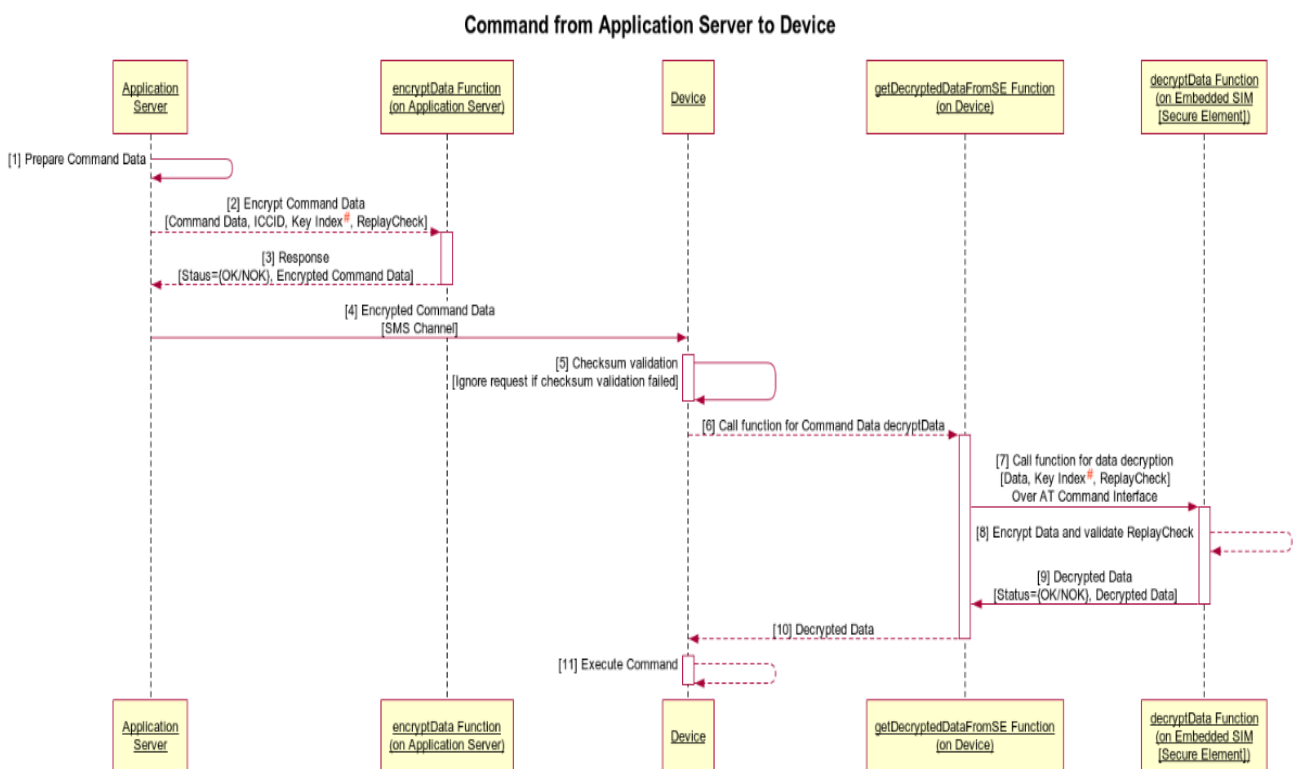 Command from Application Server to Device
Application
Server
encryptData Function
(on Application Server)
Device
getDecryptedDataFromSE Function
(on Device)
decryptData Function
(on Embedded SIM
[Secure Element])
[1] Prepare Command Data
[2] Encrypt Command Data
[Command Data, ICCID, Key Index#, ReplayCheck]
[3] Response
[Staus={OK/NOK}, Encrypted Command Data]
[4] Encrypted Command Data
[SMS Channel]
[5] Checksum validation
[Ignore request if checksum validation failed]
[6] Call function for Command Data decryptData
[7] Call function for data decryption
[Data, Key Index#, ReplayCheck]
Over AT Command Interface
[8] Encrypt Data and validate ReplayCheck
[9] Decrypted Data
[Status={OK/NOK}, Decrypted Data]
[10] Decrypted Data
[11] Execute Command
Application
Server
encryptData Function
(on Application Server)
Device
getDecryptedDataFromSE Function
(on Device)
decryptData Function
(on Embedded SIM
[Secure Element])